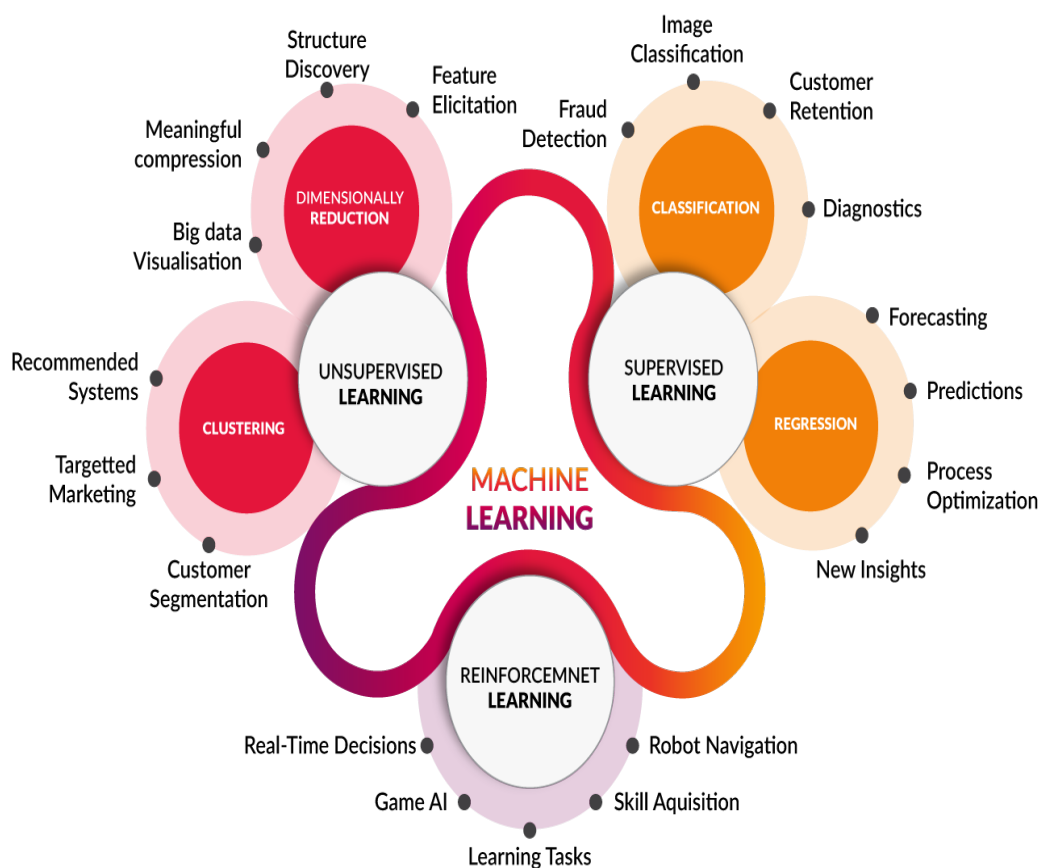 Structure
Discovery
Feature
Elicitation
Meaningful
compression
Big data
Visualisation
DIMENSIONALLY
REDUCTION
Recommended
Systems
Targetted
Marketing
Customer
Segmentation
CLUSTERING
UNSUPERVISED
LEARNING
Image
Classification
Customer
Retention
Fraud
Detection
Diagnostics
CLASSIFICATION
Forecasting
Predictions
Process
Optimization
New Insights
REGRESSION
SUPERVISED
LEARNING
MACHINE
LEARNING
REINFORCEMNET
LEARNING
Real-Time Decisions
Robot Navigation
Game AI
Skill Aquisition
Learning Tasks